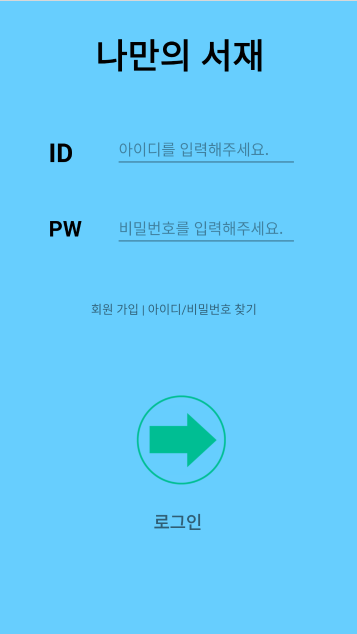 나만의 서재
ID 아이디를 입력해주세요.
PW 비밀번호를 입력해주세요.
회원 가입 | 아이디/비밀번호 찾기
로그인